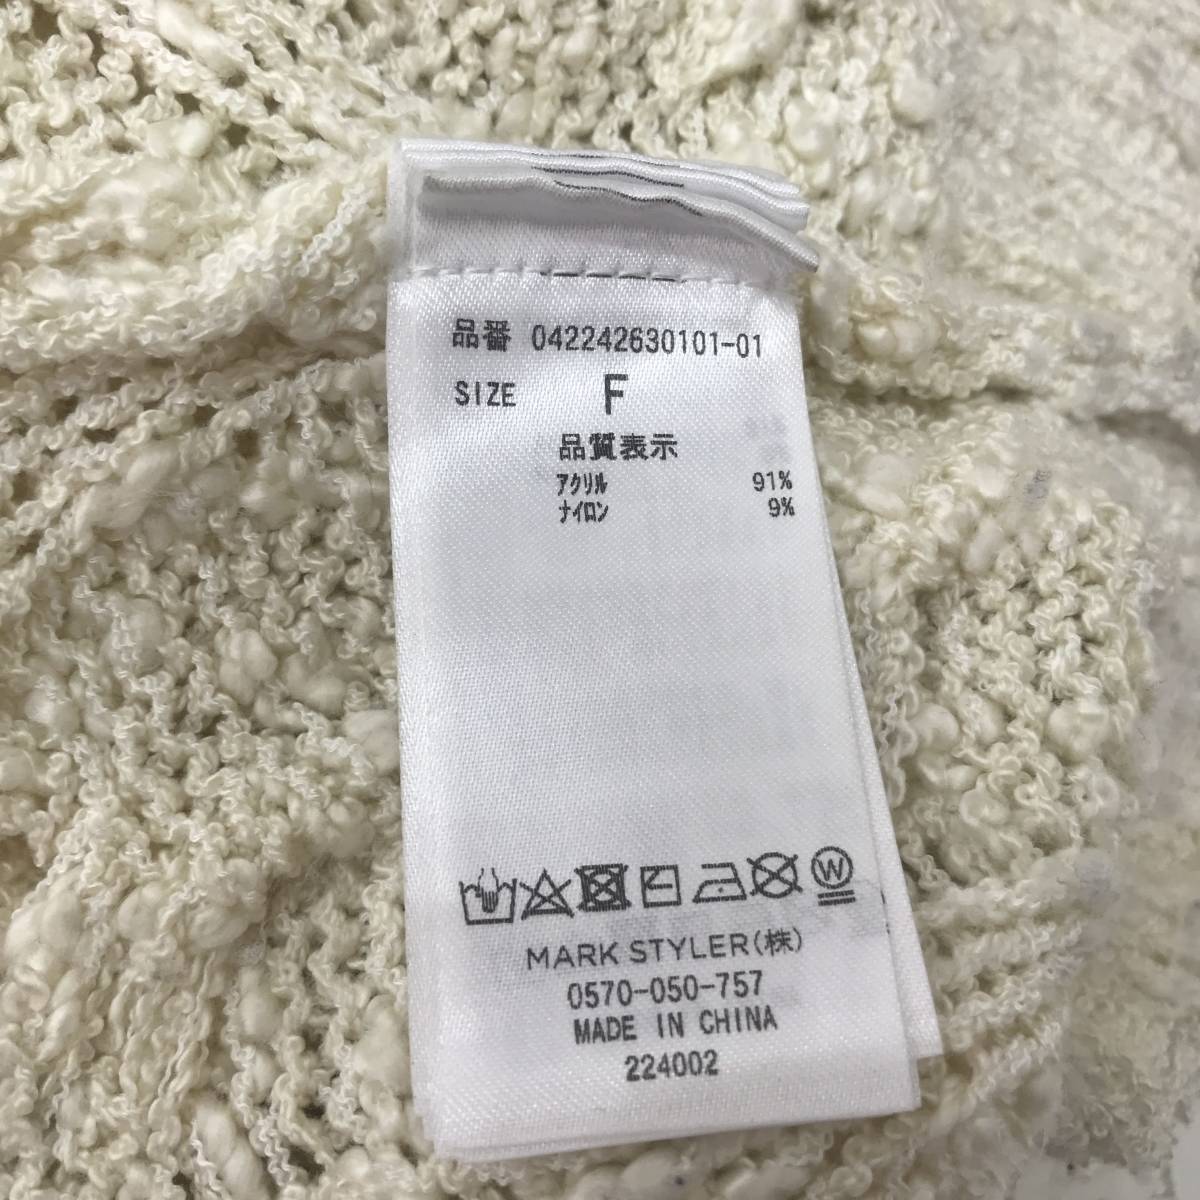 品番 042242630101-01
SIZE F
品質表示
アクリル 91%
ナイロン 9%
W
MARK STYLER(株)
0570-050-757
MADE IN CHINA
224002